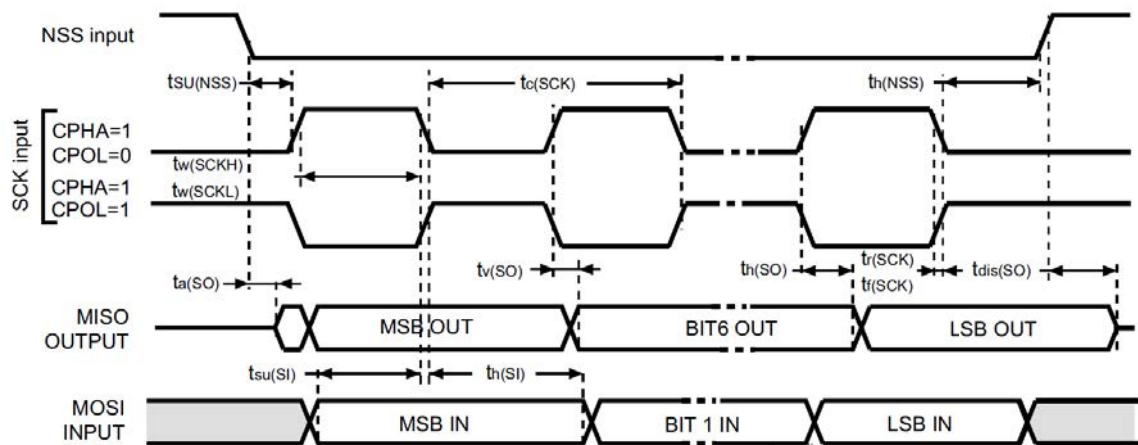 NSS input
tSU(NSS)
tc(SCK)
th(NSS)
SCK input
CPHA=1
CPOL=0
tw(SCKH)
CPHA=1
tw(SCKL)
CPOL=1
ta(SO)
tv(SO)
th(SO)
tr(SCK)
tf(SCK)
tdis(SO)
MISO
OUTPUT
MSB OUT
BIT6 OUT
LSB OUT
tsu(SI)
th(SI)
MOSI
INPUT
MSB IN
BIT 1 IN
LSB IN